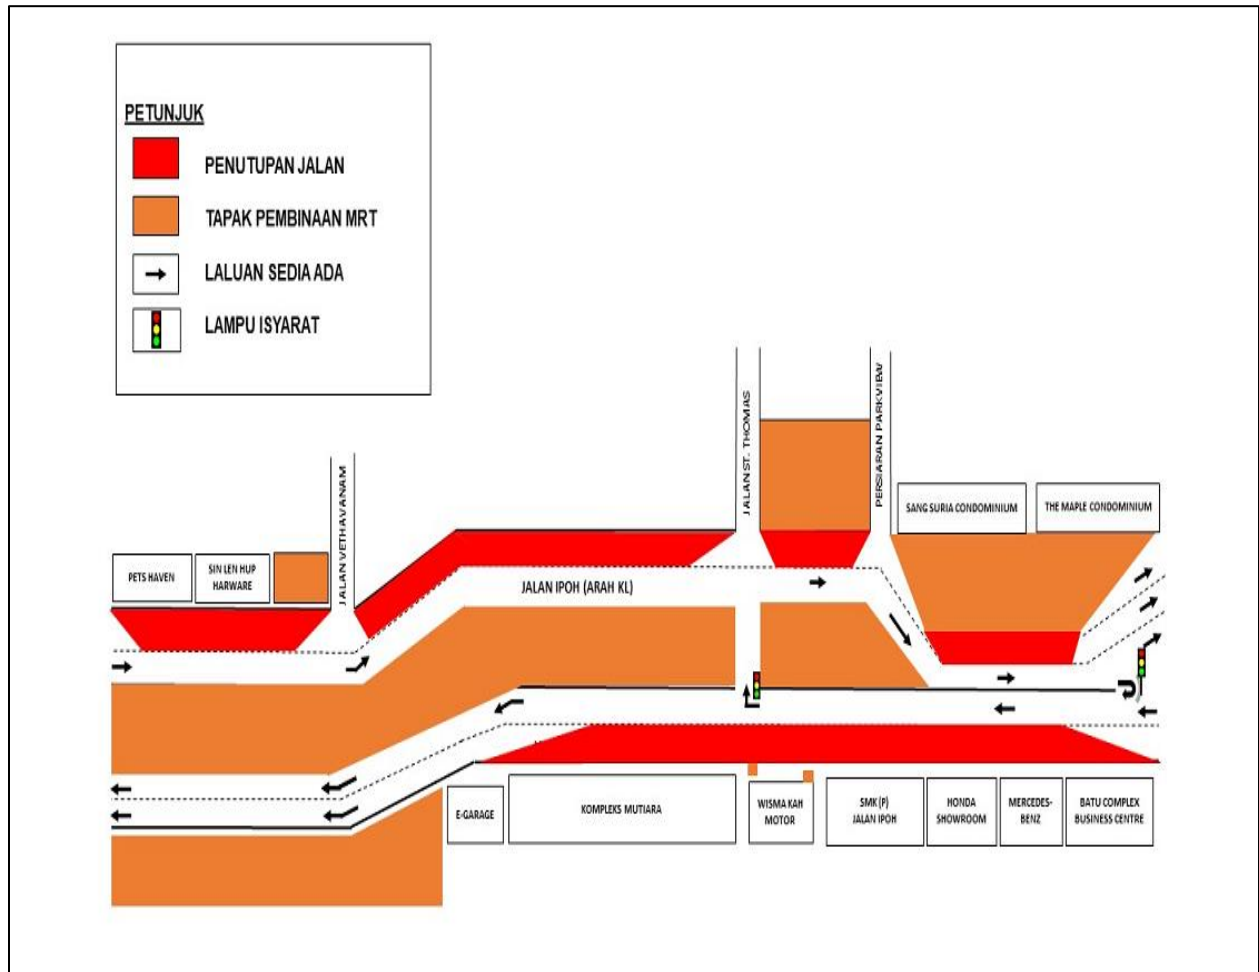 PETUNJUK
PENUTUPAN JALAN
TAPAK PEMBINAAN MRT
LALUAN SEDIA ADA
LAMPU ISYARAT
JALAN VETHAVANAM
JALAN ST. THOMAS
PERSIARAN PARKVIEW
SANG SURIA CONDOMINIUM
THE MAPLE CONDOMINIUM
PETS HAVEN
SIN LEN HUP
HARWARE
JALAN IPOH (ARAH KL)
E-GARAGE
KOMPLEKS MUTIARA
WISMA KAH
MOTOR
SMK (P)
JALAN IPOH
HONDA
SHOWROOM
MERCEDES-
BENZ
BATU COMPLEX
BUSINESS CENTRE